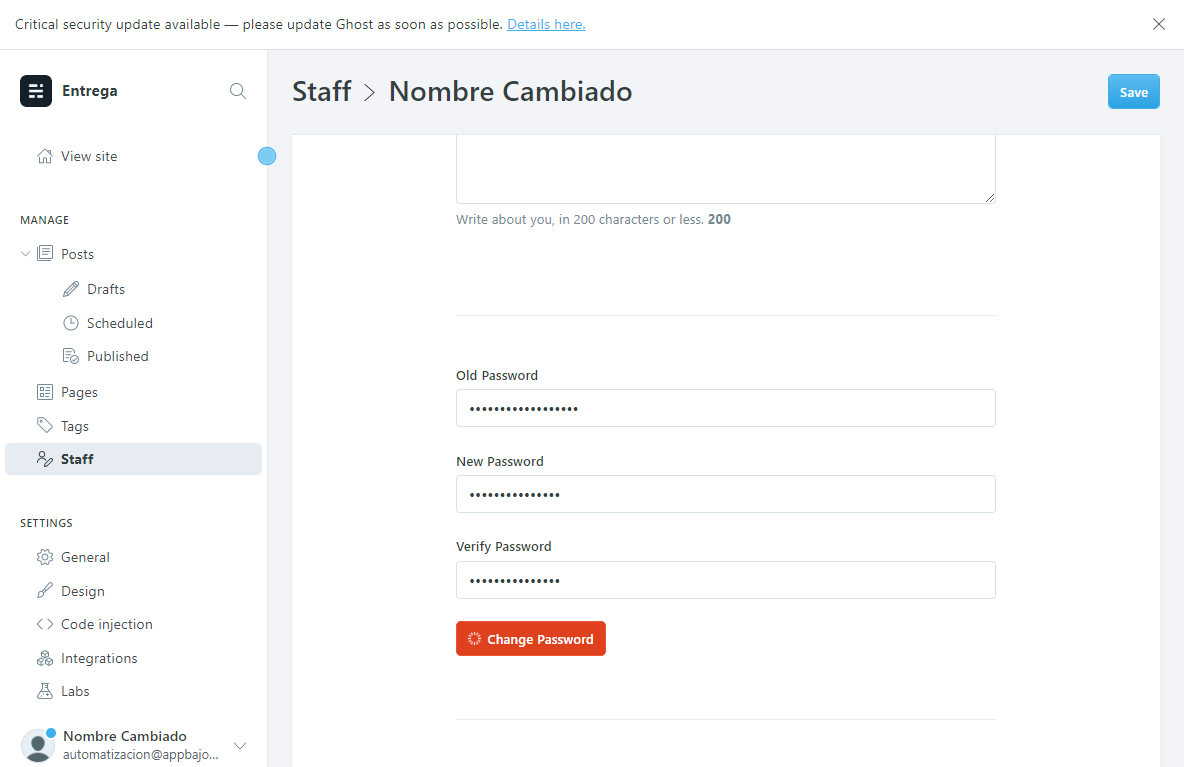 Critical security update available — please update Ghost as soon as possible. Details here.
Entrega
Staff > Nombre Cambiado
Save
View site
Write about you, in 200 characters or less. 200
MANAGE
Posts
Drafts
Scheduled
Published
Pages
Tags
Staff
Old Password
••••••••••••••••••
New Password
•••••••••••••••
Verify Password
•••••••••••••••
Change Password
SETTINGS
General
Design
Code injection
Integrations
Labs
Nombre Cambiado
automatizacion@appbajo...